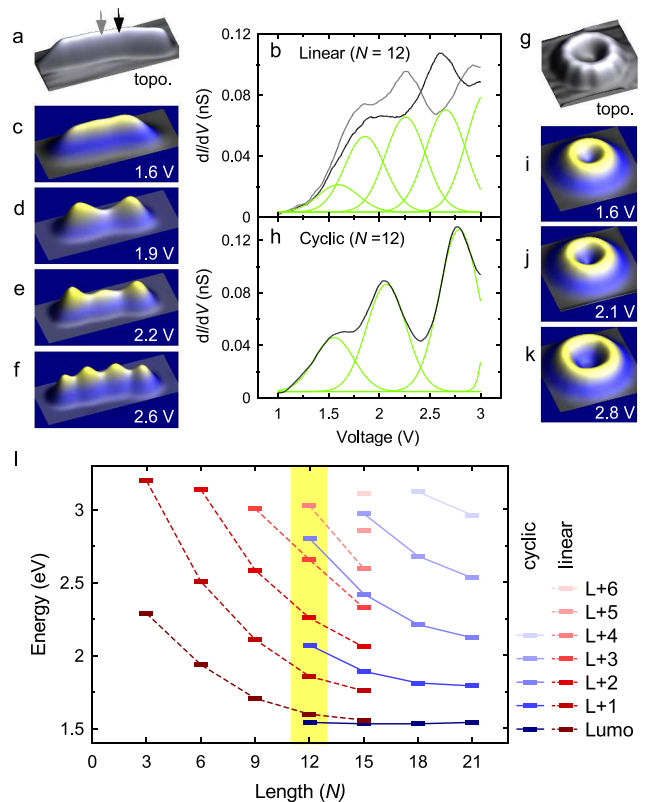 a
topo.
b
Linear (N = 12)
g
topo.
0.12
0.08
0.04
0
dI/dV (nS)
c
1.6 V
d
1.9 V
e
2.2 V
f
2.6 V
h
Cyclic (N =12)
0.12
0.08
0.04
0
dI/dV (nS)
1.0
1.5
2
2.5
3
Voltage (V)
i
1.6 V
j
2.1 V
k
2.8 V
l
3
2.5
2
1.5
Energy (eV)
0
3
6
9
12
15
18
21
Length (N)
cyclic
linear
L+6
L+5
L+4
L+3
L+2
L+1
Lumo